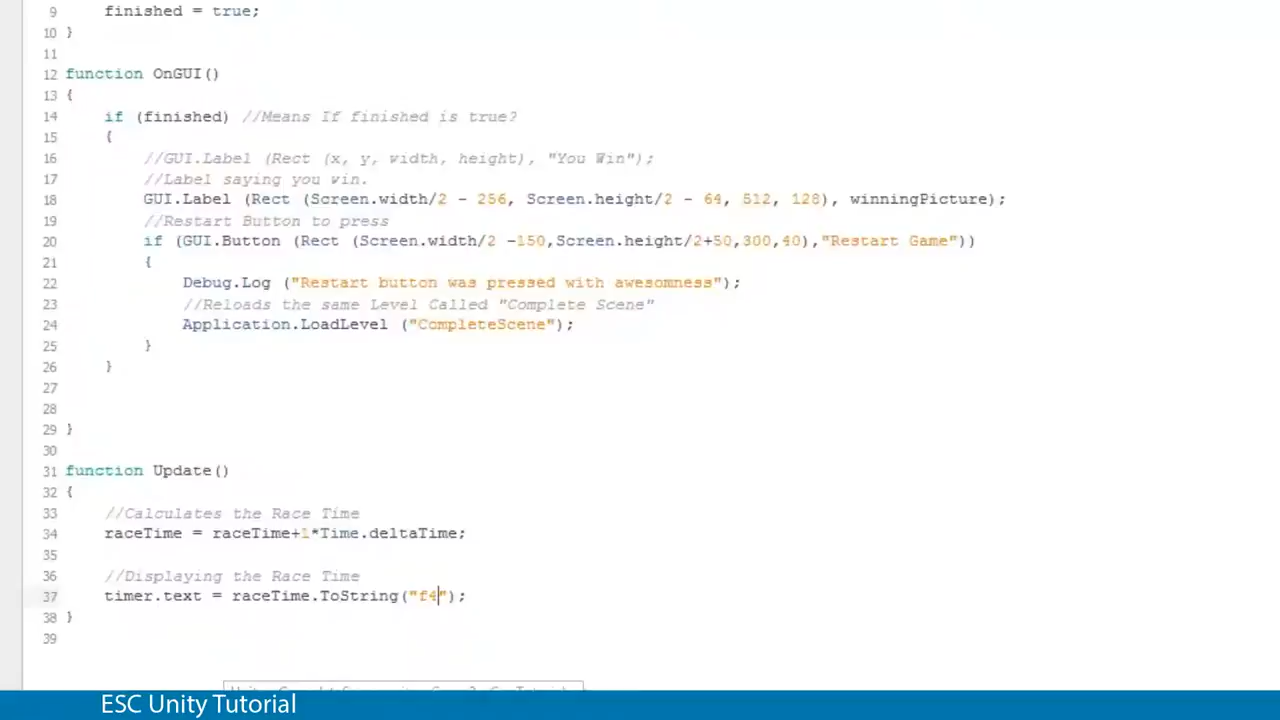 9 finished = true;
10 }
11
12 function OnGUI()
13 {
14 if (finished) //Means If finished is true?
15 {
16 //GUI.Label (Rect (x, y, width, height), "You Win");
17 //Label saying you win.
18 GUI.Label (Rect (Screen.width/2 - 256, Screen.height/2 - 64, 512, 128), winningPicture);
19 //Restart Button to press
20 if (GUI.Button (Rect (Screen.width/2 -150,Screen.height/2+50,300,40),"Restart Game"))
21 {
22 Debug.Log ("Restart button was pressed with awesomness");
23 //Reloads the same Level Called "Complete Scene"
24 Application.LoadLevel ("CompleteScene");
25 }
26 }
27
28
29 }
30
31 function Update()
32 {
33 //Calculates the Race Time
34 raceTime = raceTime+1*Time.deltaTime;
35
36 //Displaying the Race Time
37 timer.text = raceTime.ToString("f4");
38 }
39
ESC Unity Tutorial